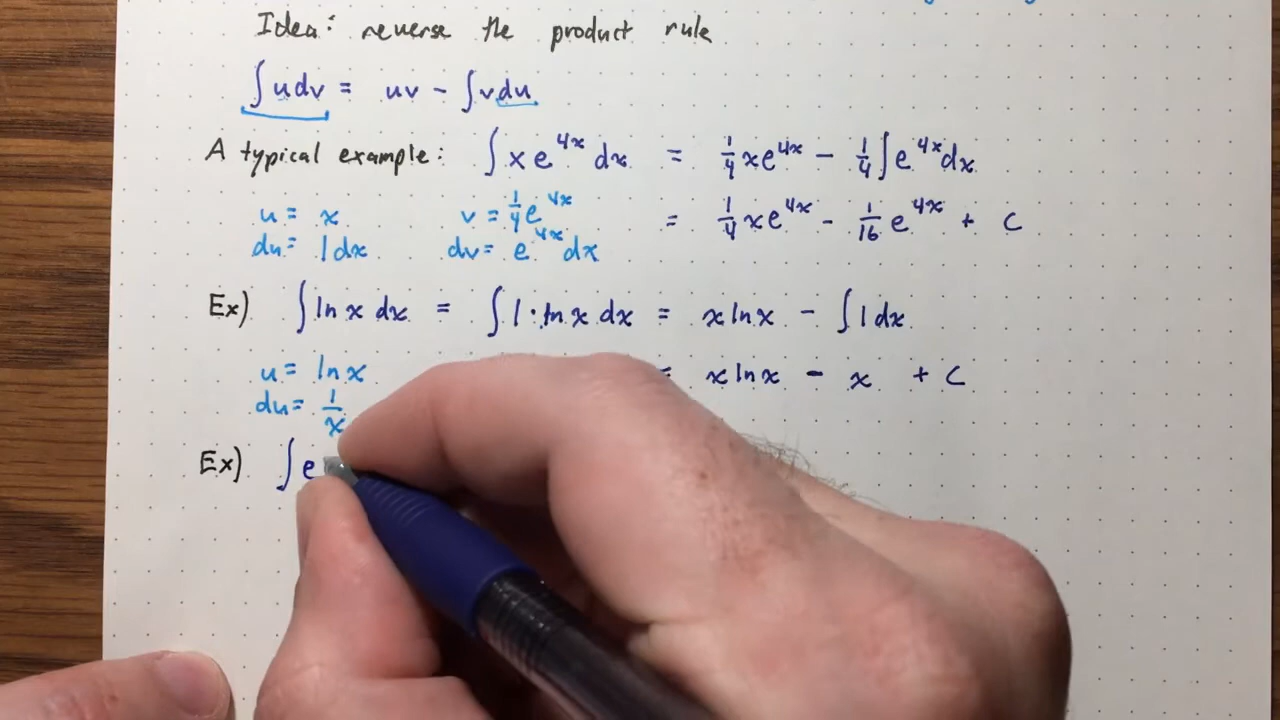 Idea: reverse the product rule
∫udv = uv - ∫vdu
A typical example: ∫xe^{4x} dx = 1/4 xe^{4x} - 1/4 ∫e^{4x}dx
u = x v = 1/4 e^{4x} = 1/4 xe^{4x} - 1/16 e^{4x} + C
du = 1dx dv = e^{4x}dx
Ex) ∫ln x dx = ∫1·ln x dx = x ln x - ∫1dx
u = ln x = x ln x - x + C
du = 1/x
Ex) ∫e